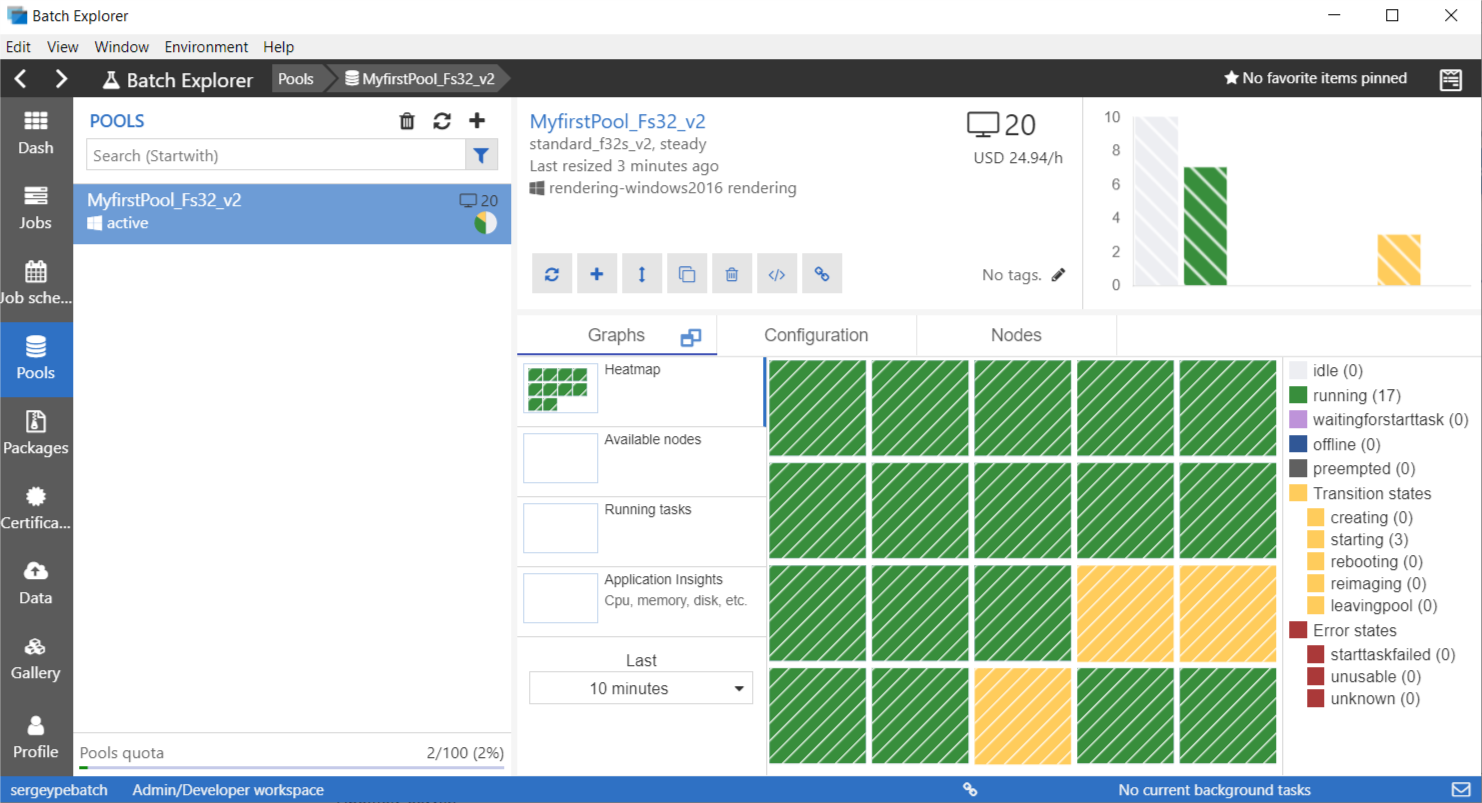 Batch Explorer
Edit View Window Environment Help
Batch Explorer Pools MyfirstPool_Fs32_v2 No favorite items pinned
Dash
Jobs
Job sche...
Pools
Packages
Certifica...
Data
Gallery
Profile
POOLS
Search (Startwith)
MyfirstPool_Fs32_v2 20
active
Pools quota 2/100 (2%)
MyfirstPool_Fs32_v2
standard_f32s_v2, steady
Last resized 3 minutes ago
rendering-windows2016 rendering
20
USD 24.94/h
No tags.
10
8
6
4
2
0
Graphs Configuration Nodes
Heatmap
Available nodes
Running tasks
Application Insights
Cpu, memory, disk, etc.
Last
10 minutes
idle (0)
running (17)
waitingforstarttask (0)
offline (0)
preempted (0)
Transition states
creating (0)
starting (3)
rebooting (0)
reimaging (0)
leavingpool (0)
Error states
starttaskfailed (0)
unusable (0)
unknown (0)
sergeypebatch Admin/Developer workspace No current background tasks